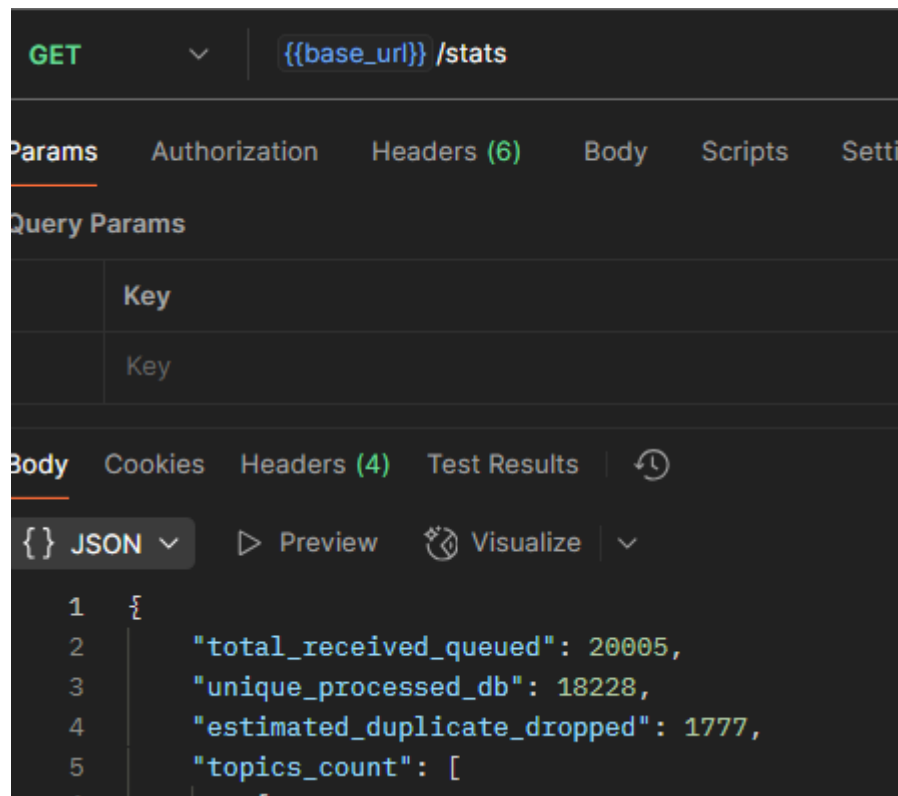 GET {{base_url}} /stats
Params Authorization Headers (6) Body Scripts Setti
Query Params
Key
Key
Body Cookies Headers (4) Test Results
{} JSON Preview Visualize
1 {
2 "total_received_queued": 20005,
3 "unique_processed_db": 18228,
4 "estimated_duplicate_dropped": 1777,
5 "topics_count": [